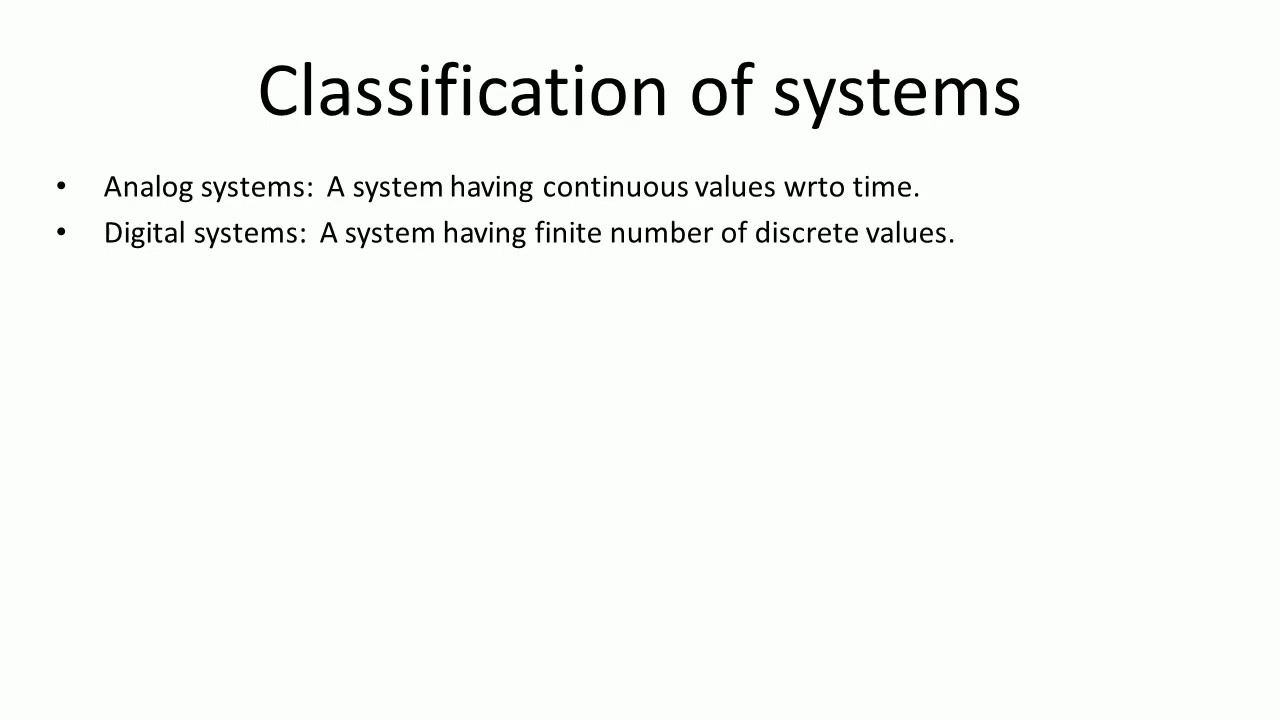 Classification of systems
• Analog systems: A system having continuous values wrto time.
• Digital systems: A system having finite number of discrete values.